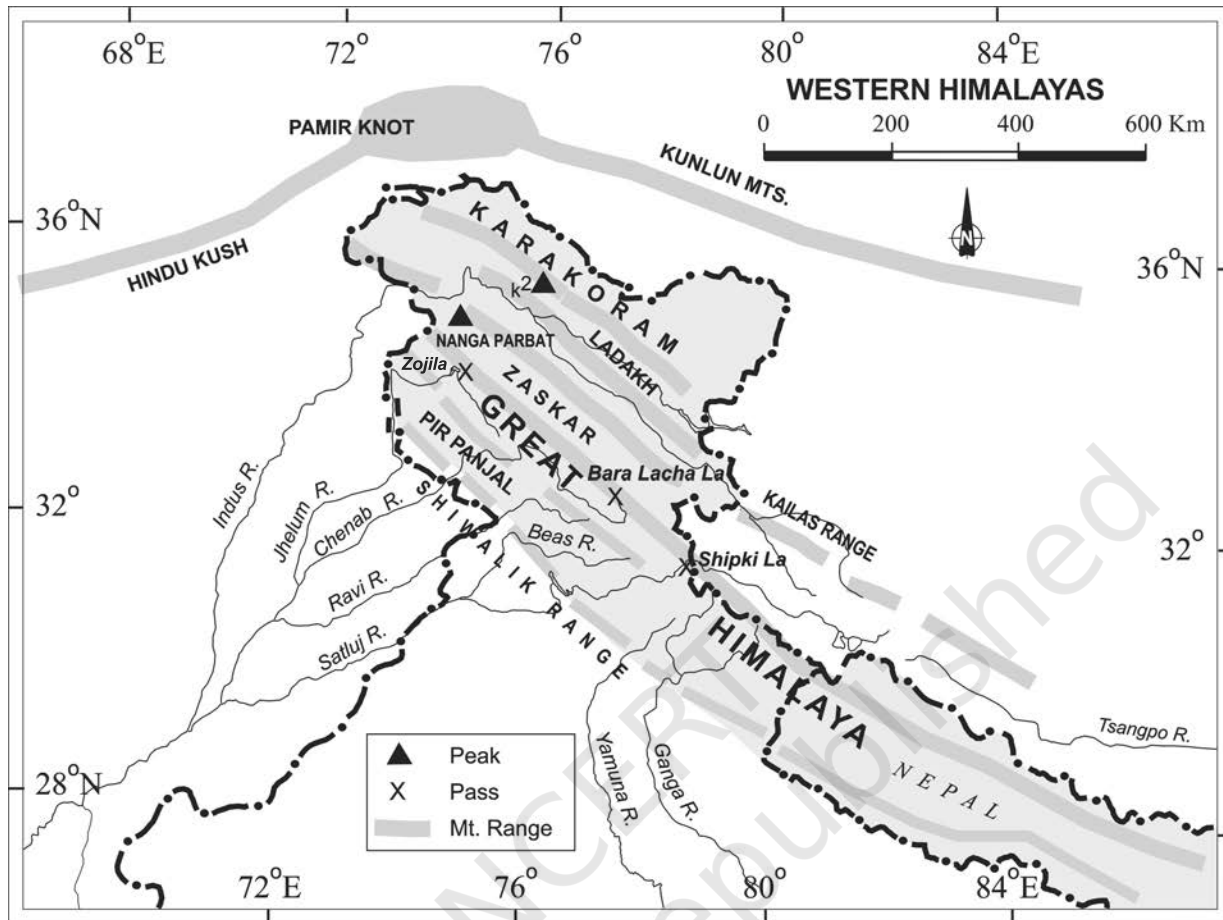 68°E 72°E 76°E 80°E 84°E
WESTERN HIMALAYAS
0 200 400 600 Km
PAMIR KNOT
KUNLUN MTS.
N
36°N
HINDU KUSH
36°N
KARAKORAM
k2
NANGA PARBAT
LADAKH
Zojila
ZASKAR
GREAT
PIR PANJAL
Bara Lacha La
Indus R.
Jhelum R.
Chenab R.
32°N
SHIWALIK RANGE
KAILAS RANGE
Beas R.
Shipki La
32°
Ravi R.
Satluj R.
HIMALAYA
Tsangpo R.
Peak
Pass
Mt. Range
Yamuna R.
Ganga R.
NEPAL
28°N
72°E 76°E 80°E 84°E
NCERT
republished